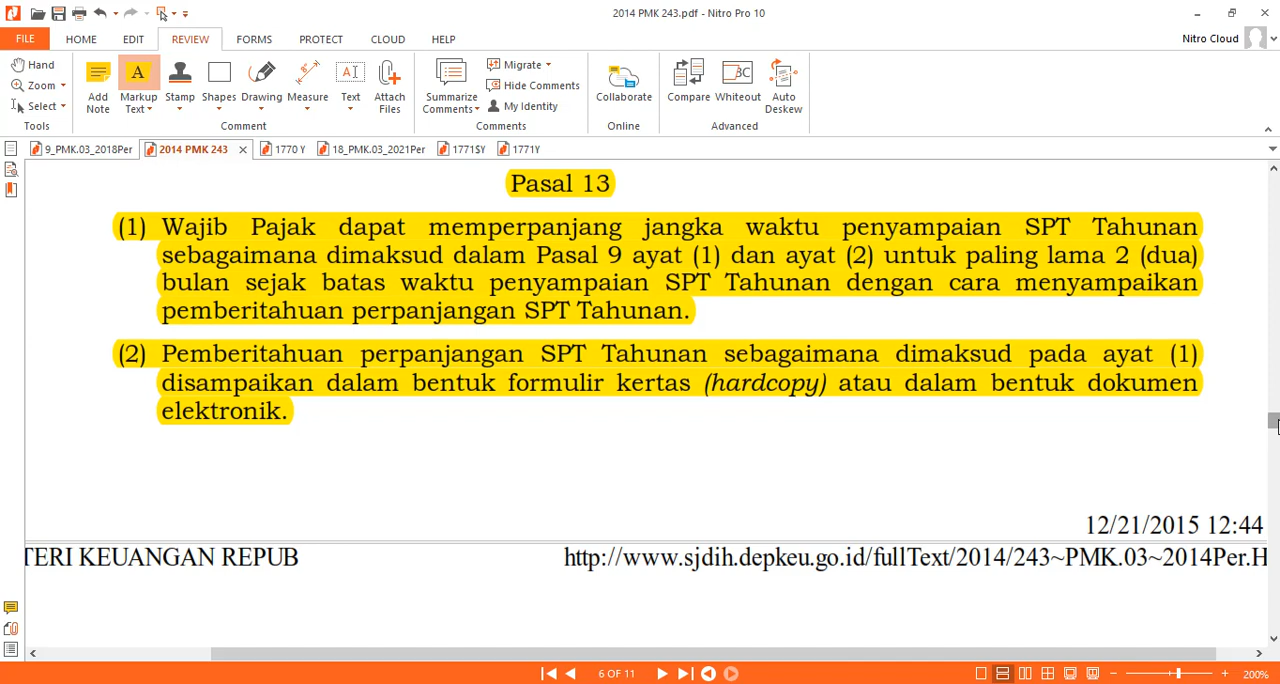 2014 PMK 243.pdf - Nitro Pro 10
FILE HOME EDIT REVIEW FORMS PROTECT CLOUD HELP
Nitro Cloud
Hand
Zoom
Select
Tools
Add Note
Markup Text
Stamp
Shapes
Drawing
Measure
Text
Attach Files
Comment
Summarize Comments
Migrate
Hide Comments
My Identity
Comments
Collaborate
Online
Compare
Whiteout
Auto Deskew
Advanced
9_PMK.03_2018Per 2014 PMK 243 1770 Y 18_PMK.03_2021Per 1771$Y 1771Y
Pasal 13
(1) Wajib Pajak dapat memperpanjang jangka waktu penyampaian SPT Tahunan
sebagaimana dimaksud dalam Pasal 9 ayat (1) dan ayat (2) untuk paling lama 2 (dua)
bulan sejak batas waktu penyampaian SPT Tahunan dengan cara menyampaikan
pemberitahuan perpanjangan SPT Tahunan.
(2) Pemberitahuan perpanjangan SPT Tahunan sebagaimana dimaksud pada ayat (1)
disampaikan dalam bentuk formulir kertas (hardcopy) atau dalam bentuk dokumen
elektronik.
12/21/2015 12:44
TERI KEUANGAN REPUB
http://www.sjdih.depkeu.go.id/fullText/2014/243~PMK.03~2014Per.H
6 OF 11
200%